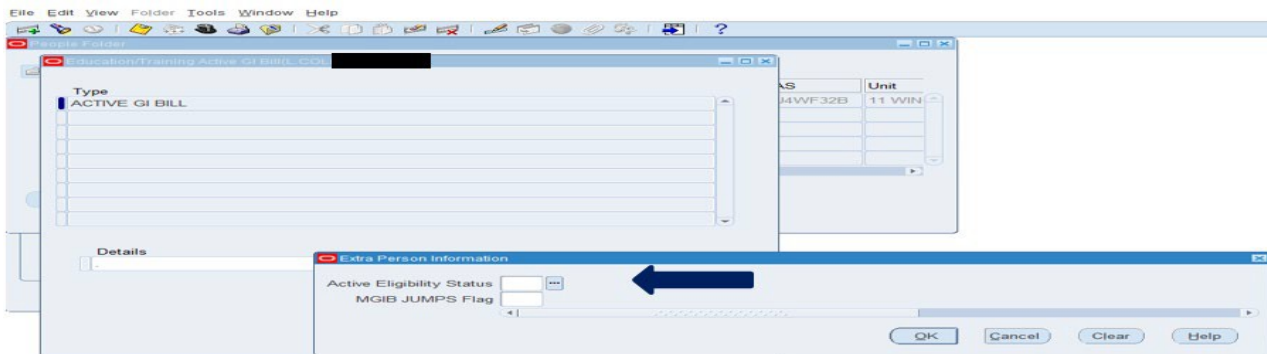 File Edit View Folder Tools Window Help
People Folder
Education/Training Active GI Bill(L COL
Type
ACTIVE GI BILL
AS Unit
J4WF32B 11 WIN
Details
.
Extra Person Information
Active Eligibility Status
MGIB JUMPS Flag
OK Cancel Clear Help